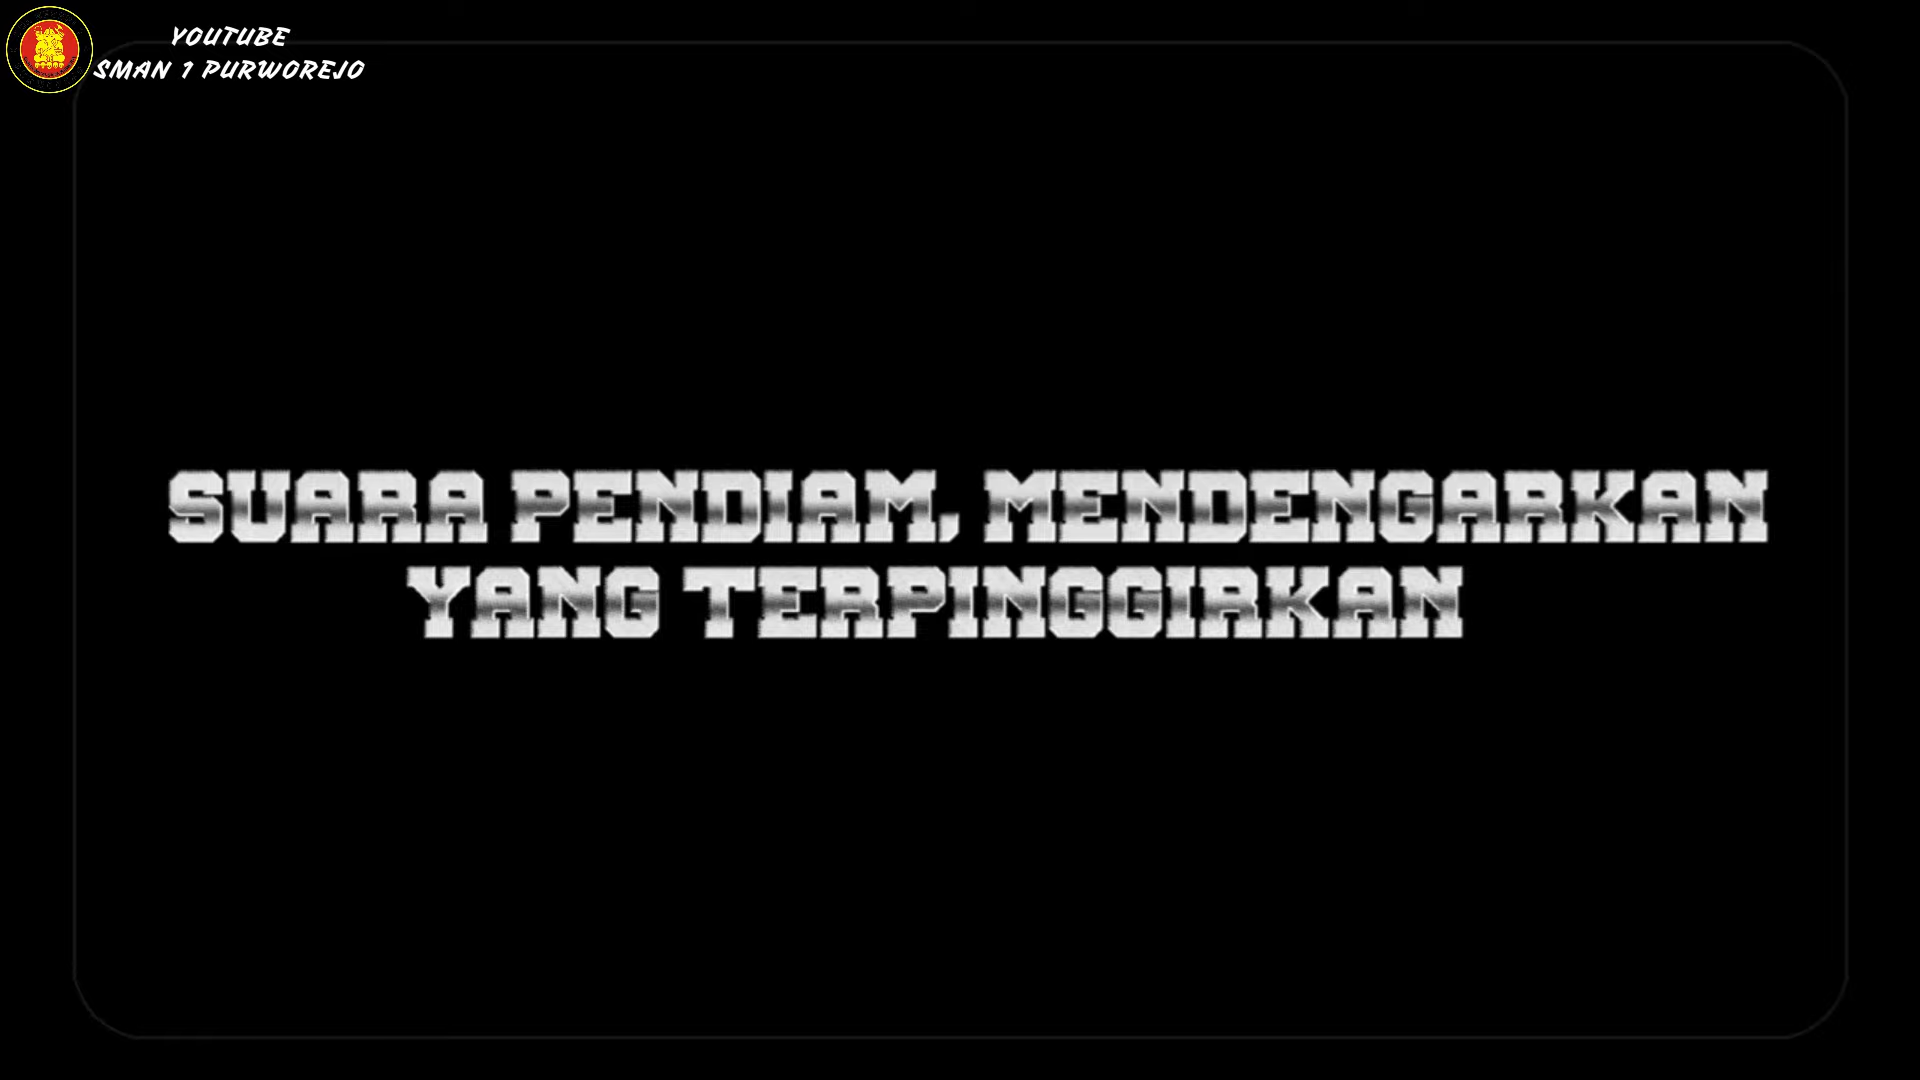 YOUTUBE
SMAN 1 PURWOREJO
SUARA PENDIAM, MENDENGARKAN
YANG TERPINGGIRKAN